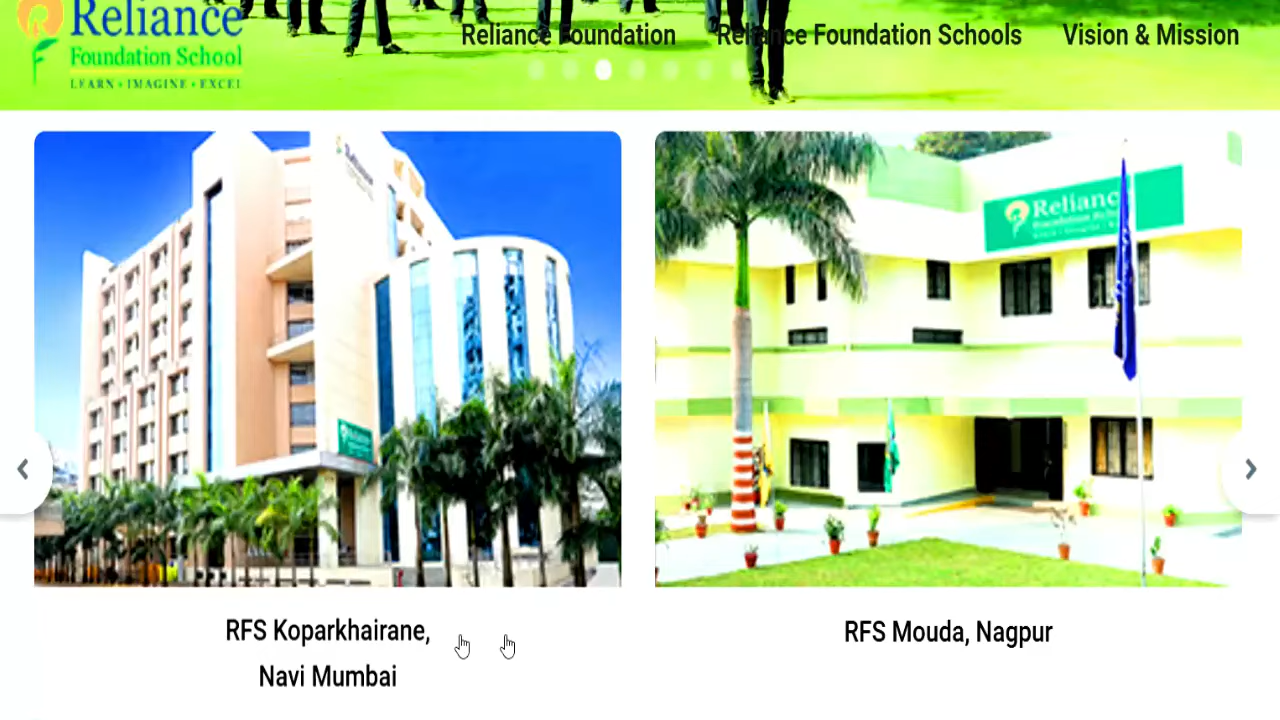 Reliance
Foundation School
LEARN • IMAGINE • EXCEL
Reliance Foundation
Reliance Foundation Schools
Vision & Mission
Reliance
Reliance
RFS Koparkhairane,
Navi Mumbai
RFS Mouda, Nagpur